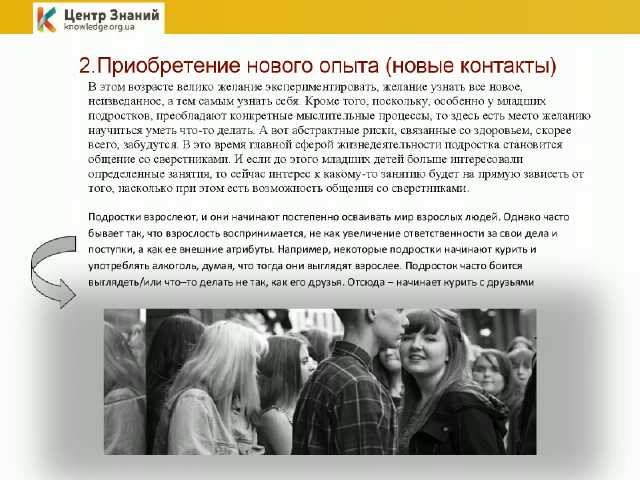 Центр Знаний
knowledge.org.ua
2.Приобретение нового опыта (новые контакты)
В этом возрасте велико желание экспериментировать, желание узнать все новое,
неизведанное, а тем самым узнать себя. Кроме того, поскольку, особенно у младших
подростков, преобладают конкретные мыслительные процессы, то здесь есть место желанию
научиться уметь что-то делать. А вот абстрактные риски, связанные со здоровьем, скорее
всего, забудутся. В это время главной сферой жизнедеятельности подростка становится
общение со сверстниками. И если до этого младших детей больше интересовали
определенные занятия, то сейчас интерес к какому-то занятию будет на прямую зависеть от
того, насколько при этом есть возможность общения со сверстниками.
Подростки взрослеют, и они начинают постепенно осваивать мир взрослых людей. Однако часто
бывает так, что взрослость воспринимается, не как увеличение ответственности за свои дела и
поступки, а как ее внешние атрибуты. Например, некоторые подростки начинают курить и
употреблять алкоголь, думая, что тогда они выглядят взрослее. Подросток часто боится
выглядеть/или что–то делать не так, как его друзья. Отсюда – начинает курить с друзьями